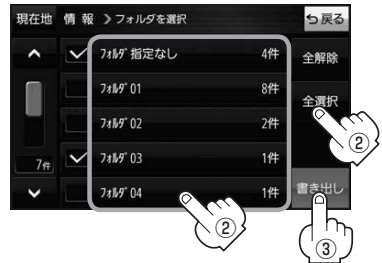 現在地 情報 ❯ フォルダを選択 戻る
フォルダ指定なし 4件 全解除
フォルダ01 8件
全選択
フォルダ02 2件
②
7件 フォルダ03 1件
フォルダ04 1件 書き出し
②
③